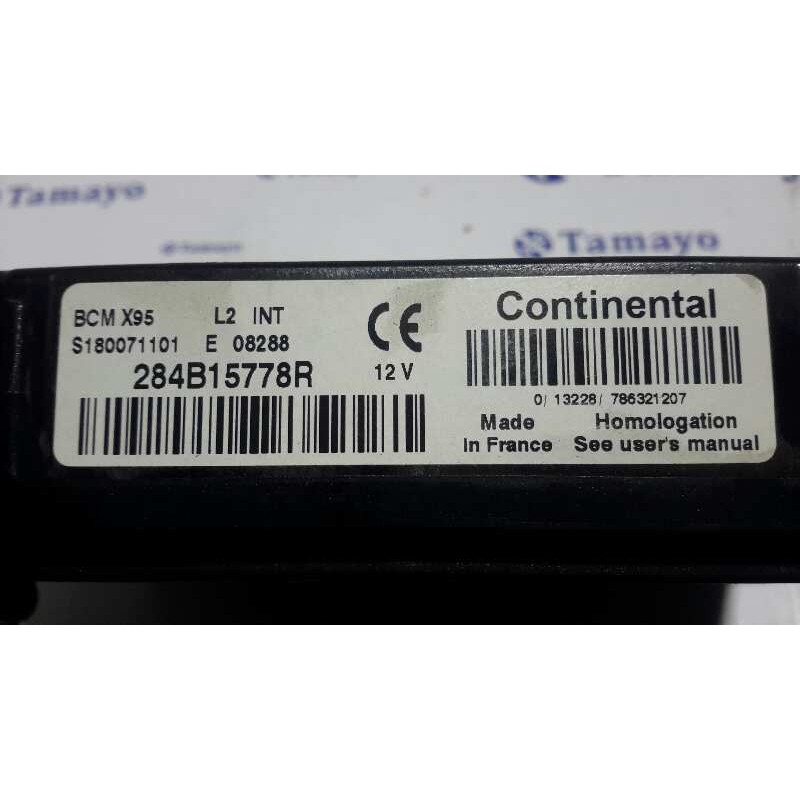 Tamayo
Tamayo
Tamayo
BCM X95 L2 INT
S180071101 E 08288
284B15778R
CE
12 V
Continental
0/ 13228/ 786321207
Made
In France
Homologation
See user's manual